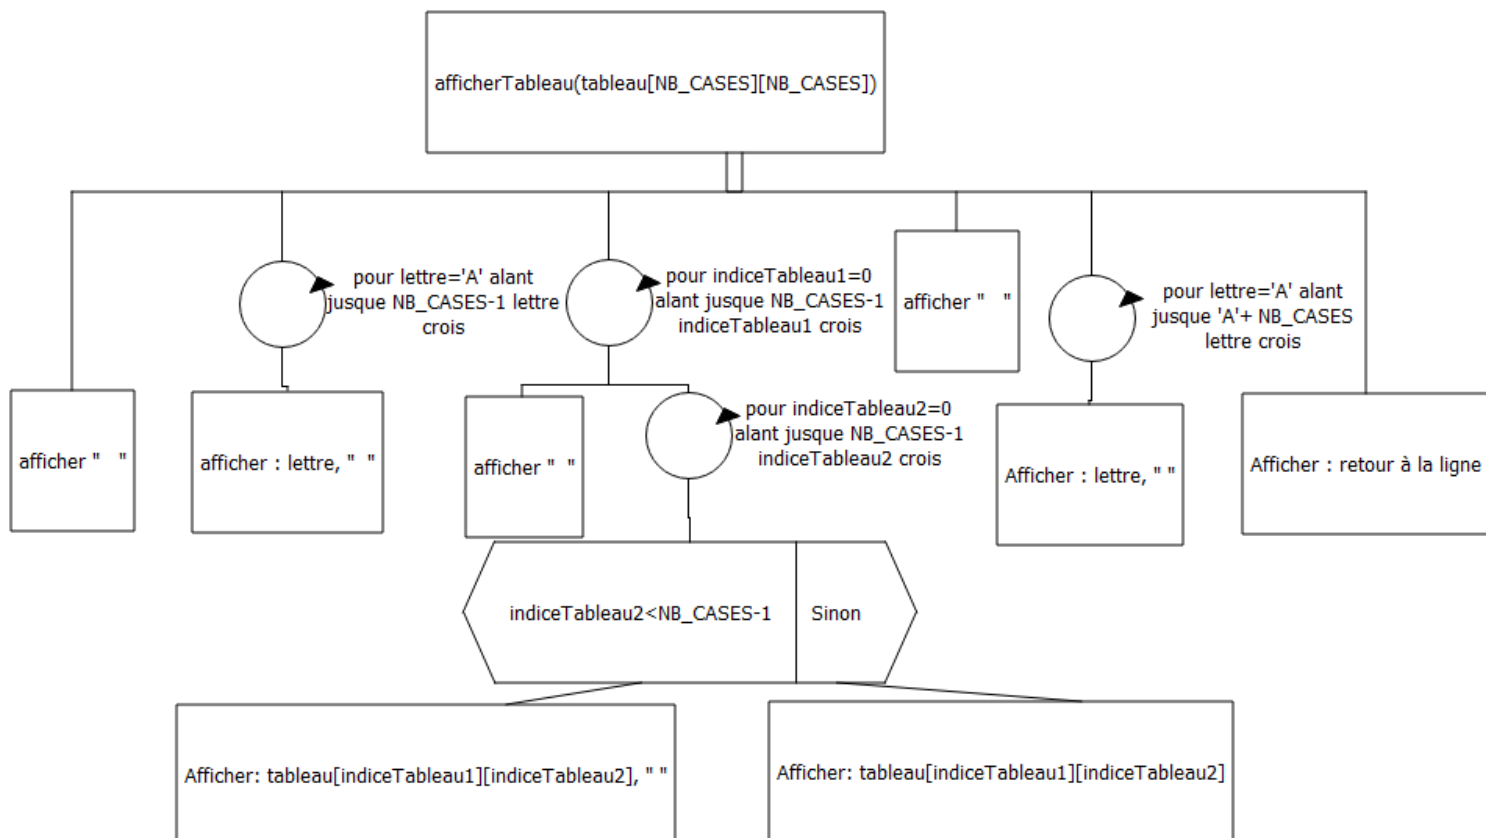 afficherTableau(tableau[NB_CASES][NB_CASES])
pour lettre='A' alant
jusque NB_CASES-1 lettre
crois
pour indiceTableau1=0
alant jusque NB_CASES-1
indiceTableau1 crois
afficher "   "
pour lettre='A' alant
jusque 'A'+ NB_CASES
lettre crois
afficher "   "
afficher : lettre, "  "
afficher "  "
pour indiceTableau2=0
alant jusque NB_CASES-1
indiceTableau2 crois
Afficher : lettre, " "
Afficher : retour à la ligne
indiceTableau2<NB_CASES-1
Sinon
Afficher: tableau[indiceTableau1][indiceTableau2], " "
Afficher: tableau[indiceTableau1][indiceTableau2]